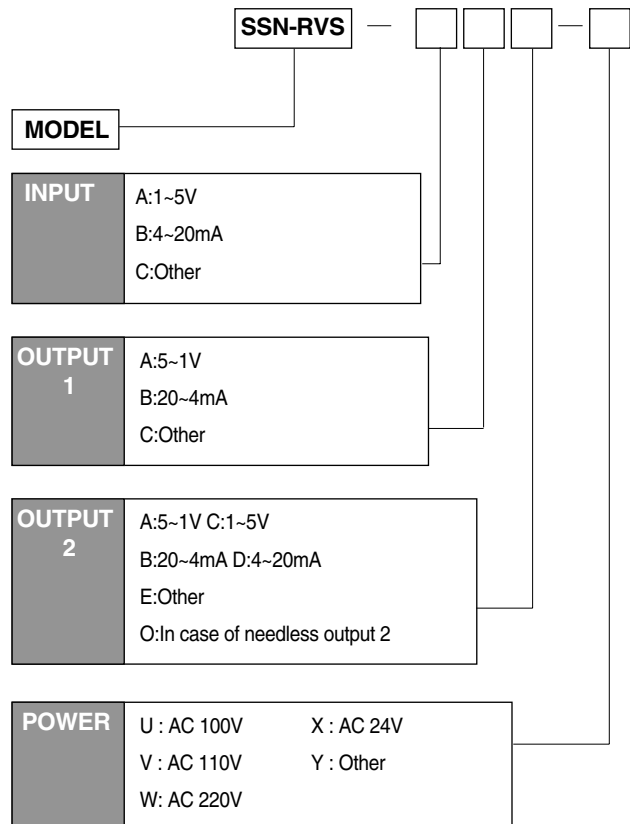 SSN-RVS — —
MODEL
INPUT
A:1~5V
B:4~20mA
C:Other
OUTPUT
1
A:5~1V
B:20~4mA
C:Other
OUTPUT
2
A:5~1V C:1~5V
B:20~4mA D:4~20mA
E:Other
O:In case of needless output 2
POWER
U : AC 100V X : AC 24V
V : AC 110V Y : Other
W: AC 220V